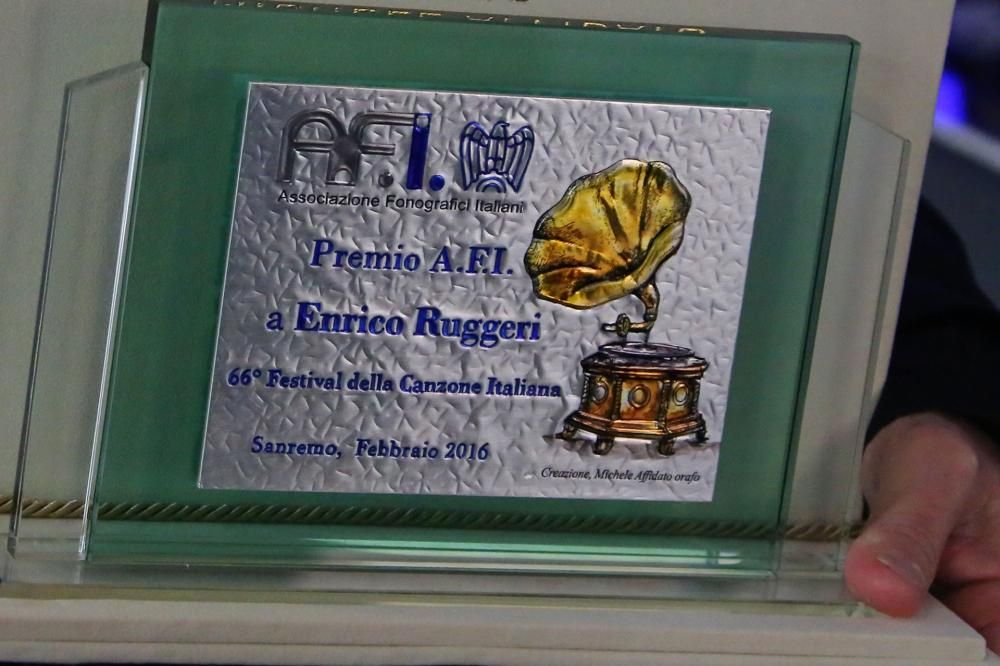 A.F.I.
Associazione Fonografici Italiani
Premio A.F.I.
a Enrico Ruggeri
66° Festival della Canzone Italiana
Sanremo, Febbraio 2016
Creazione, Michele Affidato orafo